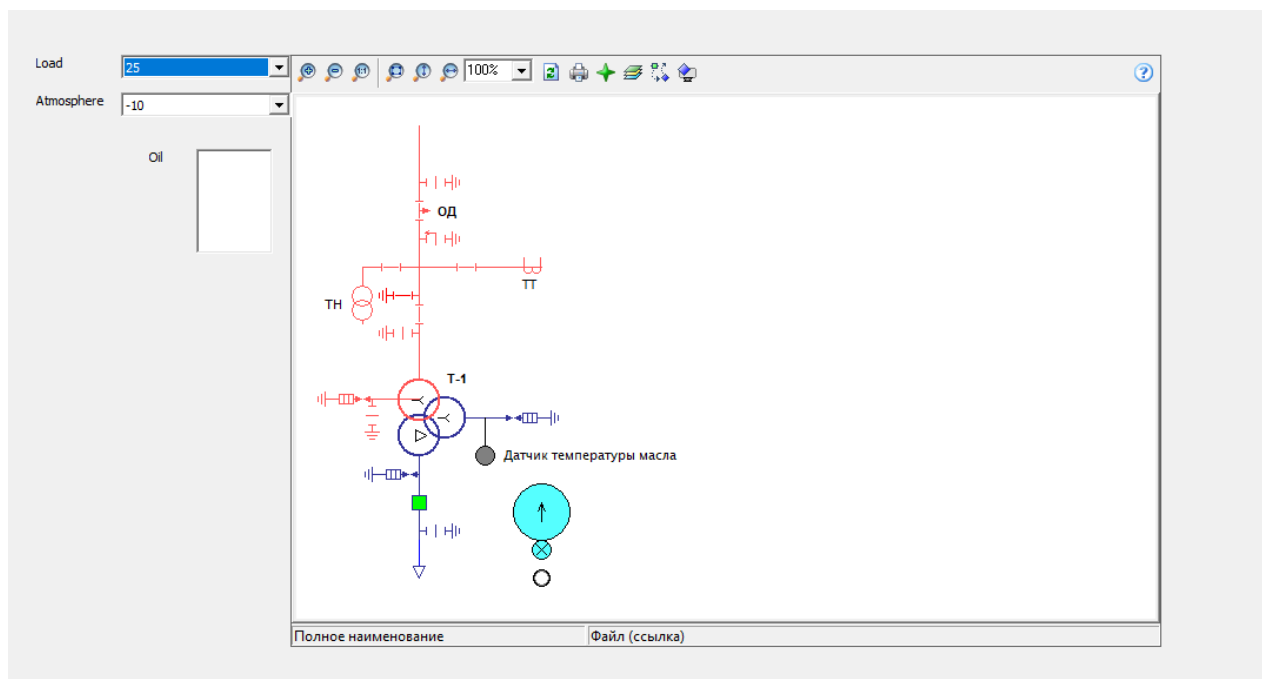 Load
25
100%
Atmosphere
-10
Oil
ОД
ТТ
ТН
Т-1
Датчик температуры масла
Полное наименование
Файл (ссылка)